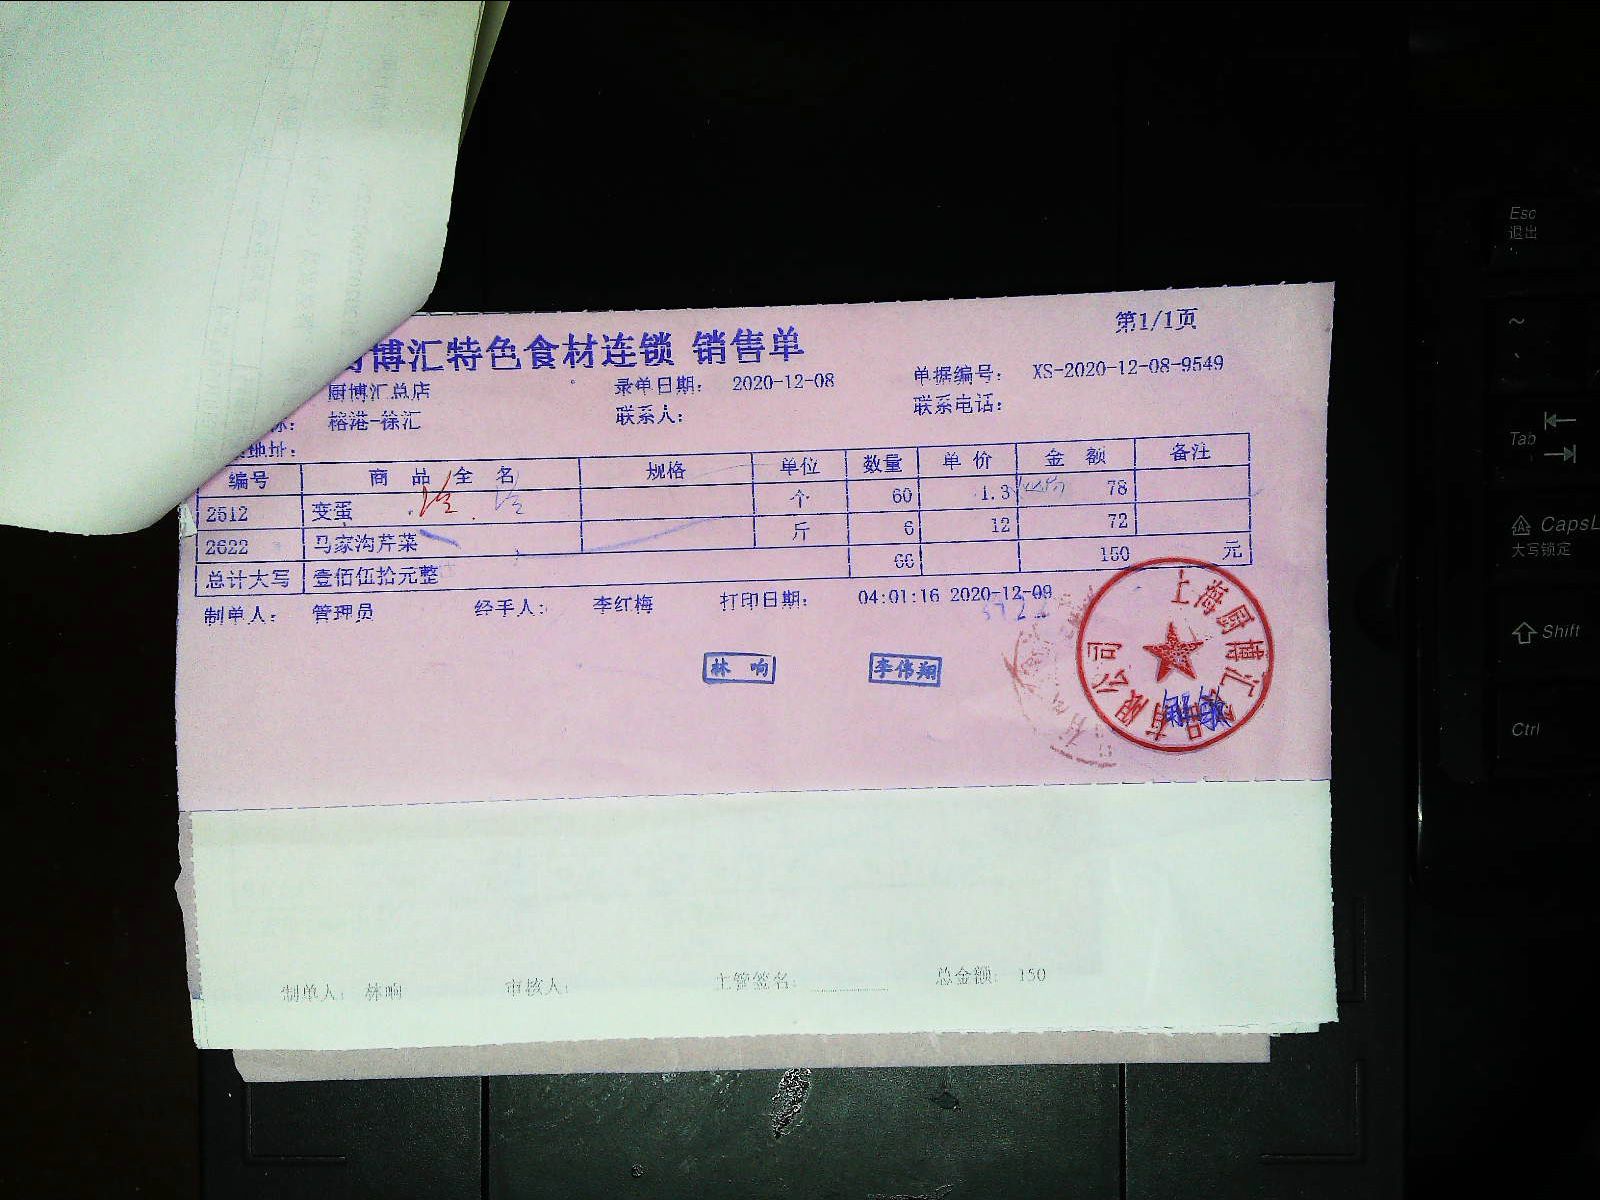 第1/1页
博汇特色食材连锁 销售单
厨博汇总店 录单日期: 2020-12-08 单据编号: XS-2020-12-08-9549
榕港-徐汇 联系人: 联系电话:
地址:
编号 商品全名 规格 单位 数量 单价 金额 备注
2512 变蛋 个 60 1.3 78
2622 马家沟芹菜 斤 6 12 72
总计大写 壹佰伍拾元整 66 150 元
制单人: 管理员 经手人: 李红梅 打印日期: 04:01:16 2020-12-09
林响 李伟翔
上海厨博汇食品有限公司
制单人: 林响 审核人: 主管签名: 总金额: 150
Esc
退出
~
Tab
CapsL
大写锁定
Shift
Ctrl